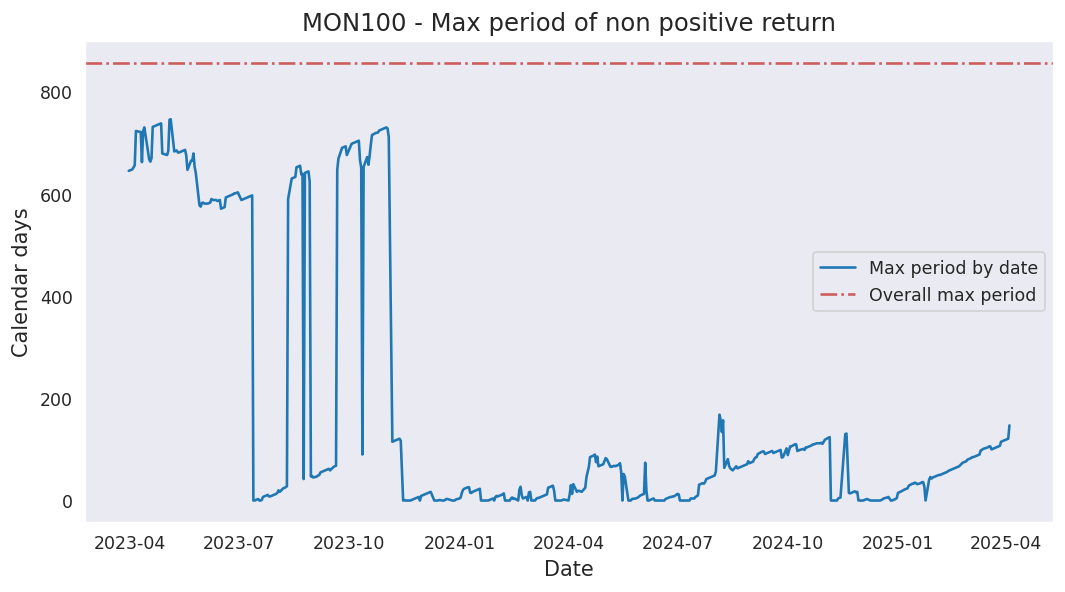 MON100 - Max period of non positive return
Calendar days
800
600
400
200
0
Max period by date
Overall max period
2023-04 2023-07 2023-10 2024-01 2024-04 2024-07 2024-10 2025-01 2025-04
Date